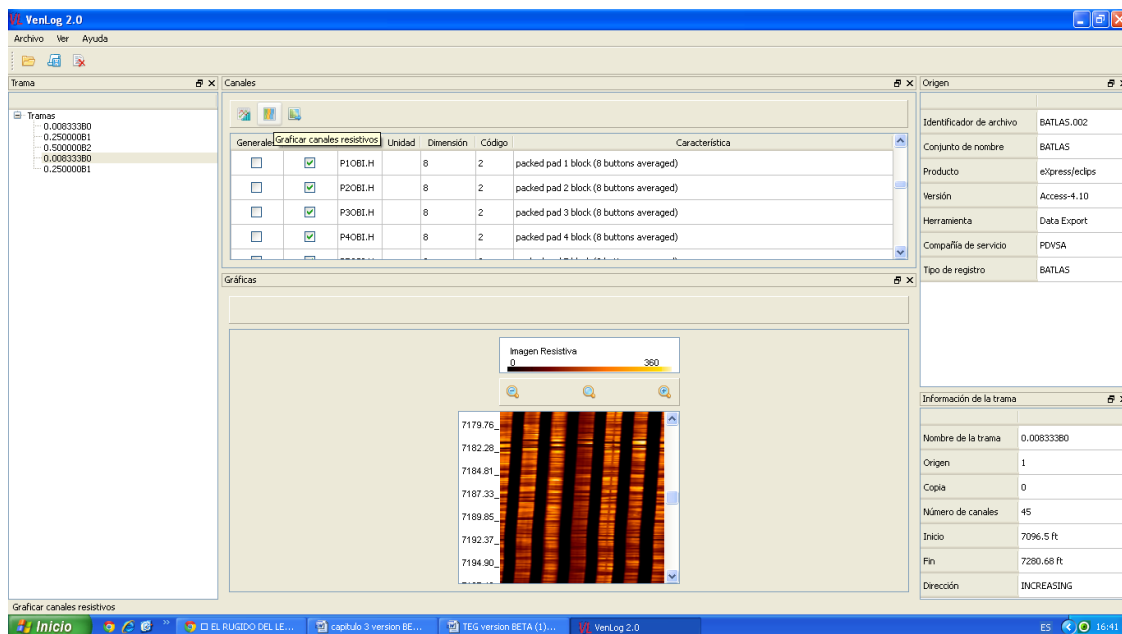 VenLog 2.0
Archivo Ver Ayuda
Trama
Tramas
0.008333B0
0.250000B1
0.500000B2
0.008333B0
0.250000B1
Canales
Graficar canales resistivos
Unidad Dimensión Código Característica
P1OBI.H 8 2 packed pad 1 block (8 buttons averaged)
P2OBI.H 8 2 packed pad 2 block (8 buttons averaged)
P3OBI.H 8 2 packed pad 3 block (8 buttons averaged)
P4OBI.H 8 2 packed pad 4 block (8 buttons averaged)
Gráficas
Imagen Resistiva
0 360
7179.76_
7182.28_
7184.81_
7187.33_
7189.85_
7192.37_
7194.90_
Origen
Identificador de archivo BATLAS.002
Conjunto de nombre BATLAS
Producto eXpress/eclips
Versión Access-4.10
Herramienta Data Export
Compañía de servicio PDVSA
Tipo de registro BATLAS
Información de la trama
Nombre de la trama 0.008333B0
Origen 1
Copia 0
Número de canales 45
Inicio 7096.5 ft
Fin 7280.68 ft
Dirección INCREASING
Graficar canales resistivos
Inicio
EL RUGIDO DEL LE...
capitulo 3 version BE...
TEG version BETA (1)...
VenLog 2.0
ES 16:41